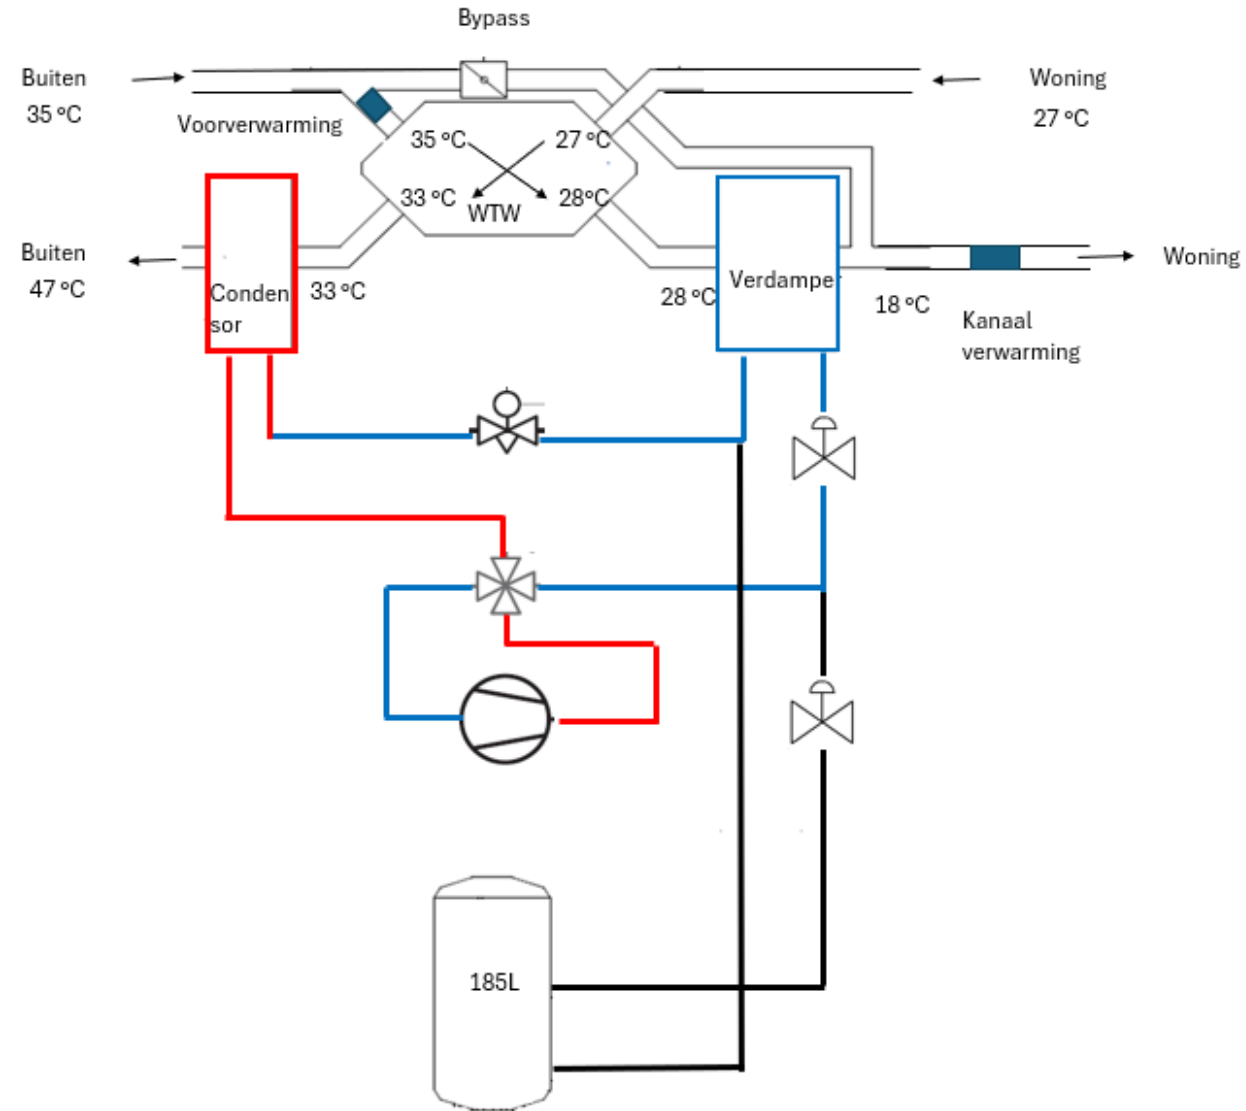 Bypass
Buiten
35 °C
Woning
27 °C
Voorverwarming
35 °C
27 °C
33 °C
28°C
WTW
Buiten
47 °C
Conden
sor
33 °C
28 °C
Verdampe
18 °C
Woning
Kanaal
verwarming
185L